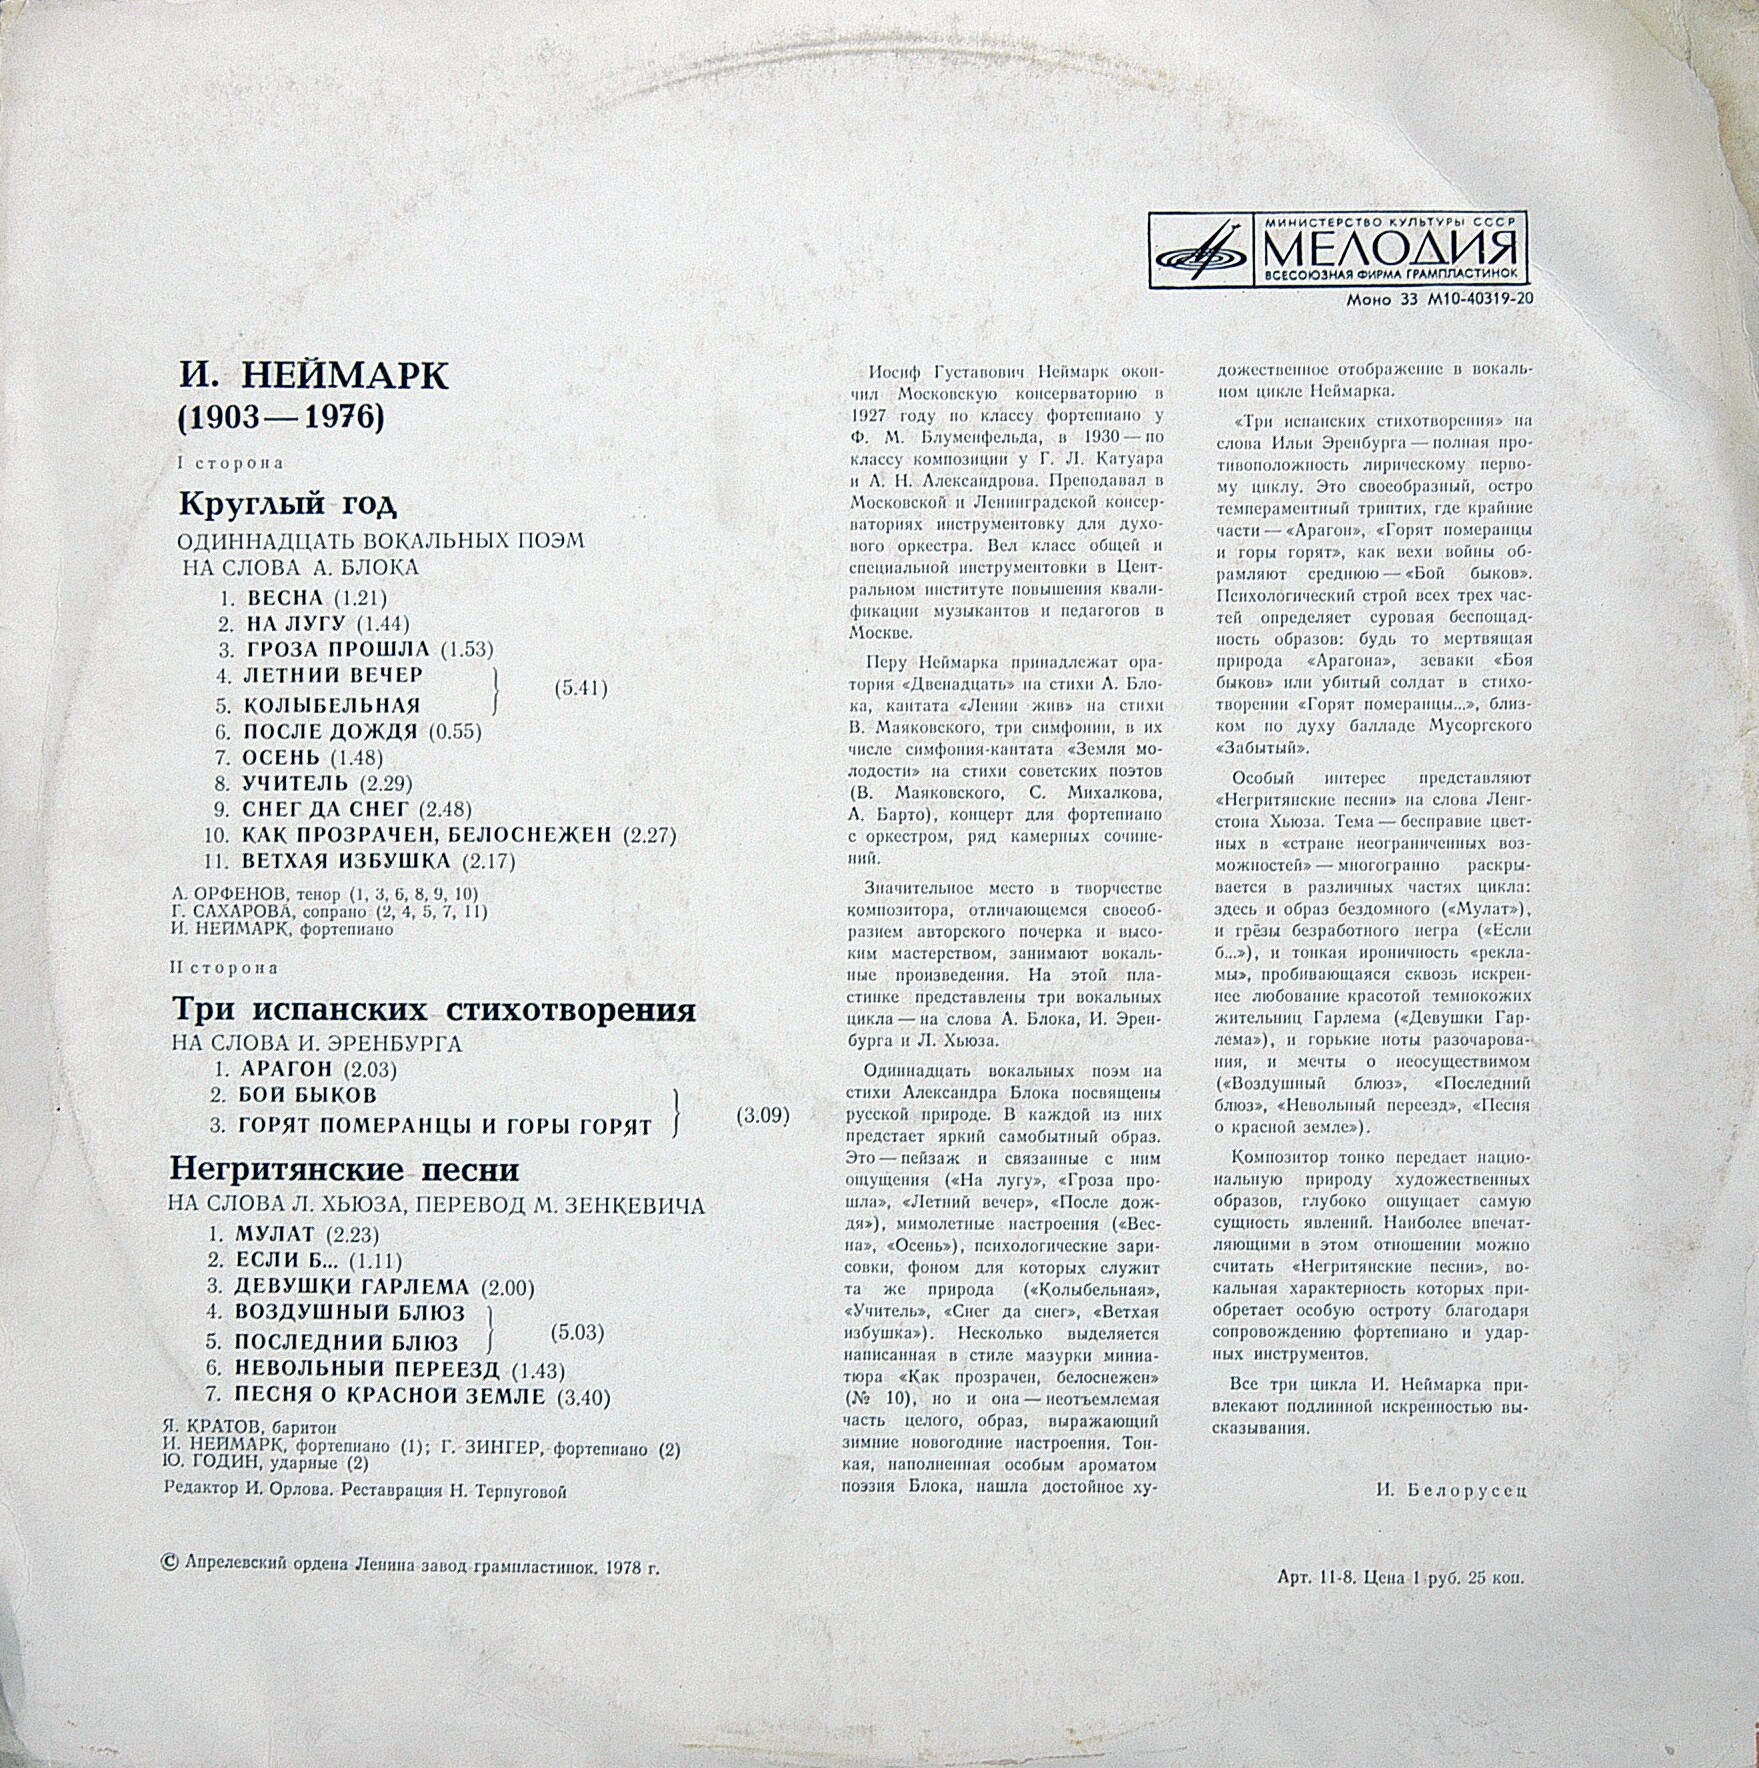 МИНИСТЕРСТВО КУЛЬТУРЫ СССР
МЕЛОДИЯ
ВСЕСОЮЗНАЯ ФИРМА ГРАМПЛАСТИНОК
Моно 33 М10-40319-20
И. НЕЙМАРК
(1903—1976)
I сторона
Круглый год
ОДИННАДЦАТЬ ВОКАЛЬНЫХ ПОЭМ
НА СЛОВА А. БЛОКА
1. ВЕСНА (1.21)
2. НА ЛУГУ (1.44)
3. ГРОЗА ПРОШЛА (1.53)
4. ЛЕТНИЙ ВЕЧЕР
(5.41)
5. КОЛЫБЕЛЬНАЯ
6. ПОСЛЕ ДОЖДЯ (0.55)
7. ОСЕНЬ (1.48)
8. УЧИТЕЛЬ (2.29)
9. СНЕГ ДА СНЕГ (2.48)
10. КАК ПРОЗРАЧЕН, БЕЛОСНЕЖЕН (2.27)
11. ВЕТХАЯ ИЗБУШКА (2.17)
А. ОРФЕНОВ, тенор (1, 3, 6, 8, 9, 10)
Г. САХАРОВА, сопрано (2, 4, 5, 7, 11)
И. НЕЙМАРК, фортепиано
II сторона
Три испанских стихотворения
НА СЛОВА И. ЭРЕНБУРГА
1. АРАГОН (2.03)
2. БОЙ БЫКОВ
(3.09)
3. ГОРЯТ ПОМЕРАНЦЫ И ГОРЫ ГОРЯТ
Негритянские песни
НА СЛОВА Л. ХЬЮЗА, ПЕРЕВОД М. ЗЕНКЕВИЧА
1. МУЛАТ (2.23)
2. ЕСЛИ Б... (1.11)
3. ДЕВУШКИ ГАРЛЕМА (2.00)
4. ВОЗДУШНЫЙ БЛЮЗ
(5.03)
5. ПОСЛЕДНИЙ БЛЮЗ
6. НЕВОЛЬНЫЙ ПЕРЕЕЗД (1.43)
7. ПЕСНЯ О КРАСНОЙ ЗЕМЛЕ (3.40)
Я. КРАТОВ, баритон
И. НЕЙМАРК, фортепиано (1); Г. ЗИНГЕР, фортепиано (2)
Ю. ГОДИН, ударные (2)
Редактор И. Орлова. Реставрация Н. Терпуговой
© Апрелевский ордена Ленина завод грампластинок. 1978 г.
Иосиф Густавович Неймарк окон-
чил Московскую консерваторию в
1927 году по классу фортепиано у
Ф. М. Блуменфельда, в 1930—по
классу композиции у Г. Л. Катуара
и А. Н. Александрова. Преподавал в
Московской и Ленинградской консер-
ваториях инструментовку для духо-
вого оркестра. Вел класс общей и
специальной инструментовки в Цент-
ральном институте повышения квали-
фикации музыкантов и педагогов в
Москве.
Перу Неймарка принадлежат ора-
тория «Двенадцать» на стихи А. Бло-
ка, кантата «Ленин жив» на стихи
В. Маяковского, три симфонии, в их
числе симфония-кантата «Земля мо-
лодости» на стихи советских поэтов
(В. Маяковского, С. Михалкова,
А. Барто), концерт для фортепиано
с оркестром, ряд камерных сочине-
ний.
Значительное место в творчестве
композитора, отличающемся своеоб-
разием авторского почерка и высо-
ким мастерством, занимают вокаль-
ные произведения. На этой пла-
стинке представлены три вокальных
цикла—на слова А. Блока, И. Эрен-
бурга и Л. Хьюза.
Одиннадцать вокальных поэм на
стихи Александра Блока посвящены
русской природе. В каждой из них
предстает яркий самобытный образ.
Это—пейзаж и связанные с ним
ощущения («На лугу», «Гроза про-
шла», «Летний вечер», «После дож-
дя»), мимолетные настроения («Вес-
на», «Осень»), психологические зари-
совки, фоном для которых служит
та же природа («Колыбельная»,
«Учитель», «Снег да снег», «Ветхая
избушка»). Несколько выделяется
написанная в стиле мазурки миниа-
тюра «Как прозрачен, белоснежен»
(№ 10), но и она—неотъемлемая
часть целого, образ, выражающий
зимние новогодние настроения. Тон-
кая, наполненная особым ароматом
поэзия Блока, нашла достойное ху-
дожественное отображение в вокаль-
ном цикле Неймарка.
«Три испанских стихотворения» на
слова Ильи Эренбурга—полная про-
тивоположность лирическому перво-
му циклу. Это своеобразный, остро
темпераментный триптих, где крайние
части—«Арагон», «Горят померанцы
и горы горят», как вехи войны об-
рамляют среднюю—«Бой быков».
Психологический строй всех трех час-
тей определяет суровая беспощад-
ность образов: будь то мертвящая
природа «Арагона», зеваки «Боя
быков» или убитый солдат в стихо-
творении «Горят померанцы...», близ-
ком по духу балладе Мусоргского
«Забытый».
Особый интерес представляют
«Негритянские песни» на слова Ленг-
стона Хьюза. Тема—бесправие цвет-
ных в «стране неограниченных воз-
можностей»—многогранно раскры-
вается в различных частях цикла:
здесь и образ бездомного («Мулат»),
и грёзы безработного негра («Если
б...»), и тонкая ироничность «рекла-
мы», пробивающаяся сквозь искрен-
нее любование красотой темнокожих
жительниц Гарлема («Девушки Гар-
лема»), и горькие ноты разочарова-
ния, и мечты о неосуществимом
(«Воздушный блюз», «Последний
блюз», «Невольный переезд», «Песня
о красной земле»).
Композитор тонко передает нацио-
нальную природу художественных
образов, глубоко ощущает самую
сущность явлений. Наиболее впечат-
ляющими в этом отношении можно
считать «Негритянские песни», во-
кальная характерность которых при-
обретает особую остроту благодаря
сопровождению фортепиано и удар-
ных инструментов.
Все три цикла И. Неймарка при-
влекают подлинной искренностью вы-
сказывания.
И. Белорусец
Арт. 11-8. Цена 1 руб. 25 коп.